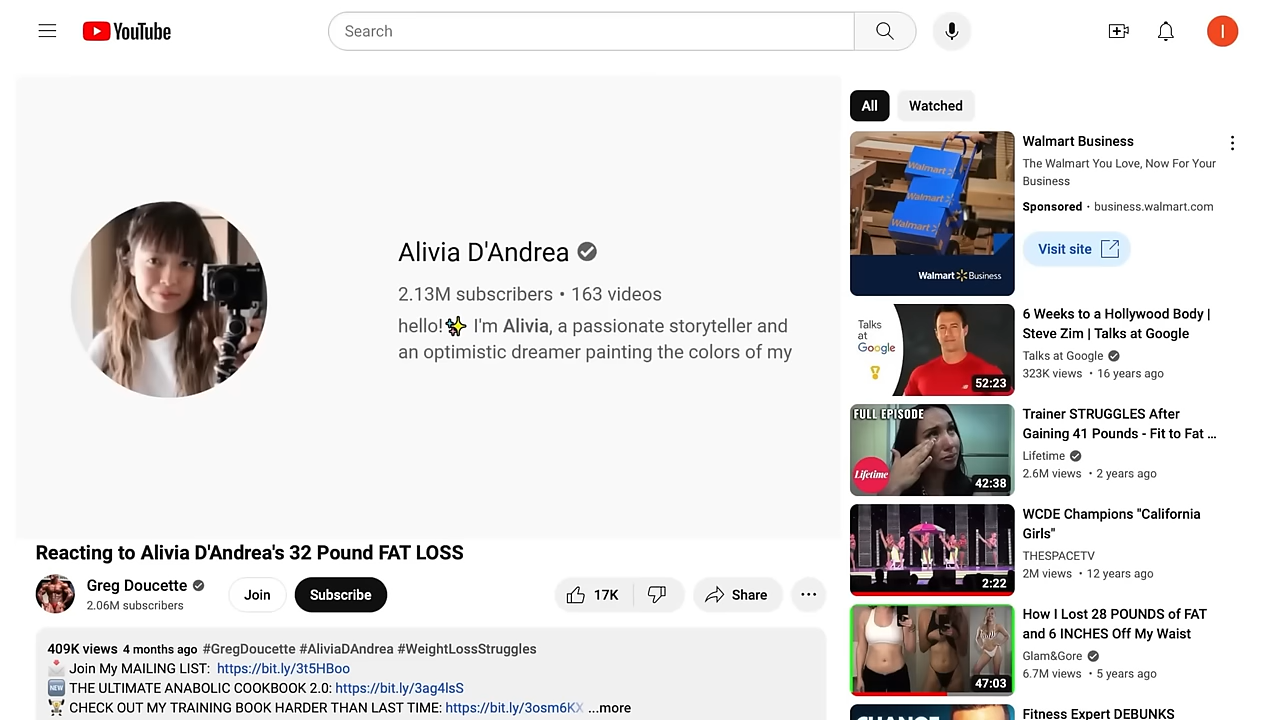 YouTube
Search
I
All
Watched
Alivia D'Andrea
2.13M subscribers • 163 videos
hello!✨ I'm Alivia, a passionate storyteller and
an optimistic dreamer painting the colors of my
Reacting to Alivia D'Andrea's 32 Pound FAT LOSS
Greg Doucette
2.06M subscribers
Join
Subscribe
17K
Share
409K views 4 months ago #GregDoucette #AliviaDAndrea #WeightLossStruggles
Join My MAILING LIST: https://bit.ly/3t5HBoo
NEW THE ULTIMATE ANABOLIC COOKBOOK 2.0: https://bit.ly/3ag4lsS
CHECK OUT MY TRAINING BOOK HARDER THAN LAST TIME: https://bit.ly/3osm6KX ...more
Walmart
Walmart
Walmart
Walmart Business
Walmart Business
The Walmart You Love, Now For Your
Business
Sponsored • business.walmart.com
Visit site
Talks
at
Google
52:23
6 Weeks to a Hollywood Body |
Steve Zim | Talks at Google
Talks at Google
323K views • 16 years ago
FULL EPISODE
Lifetime
42:38
Trainer STRUGGLES After
Gaining 41 Pounds - Fit to Fat ...
Lifetime
2.6M views • 2 years ago
2:22
WCDE Champions "California
Girls"
THESPACETV
2M views • 12 years ago
47:03
How I Lost 28 POUNDS of FAT
and 6 INCHES Off My Waist
Glam&Gore
6.7M views • 5 years ago
CHANGE
Fitness Expert DEBUNKS